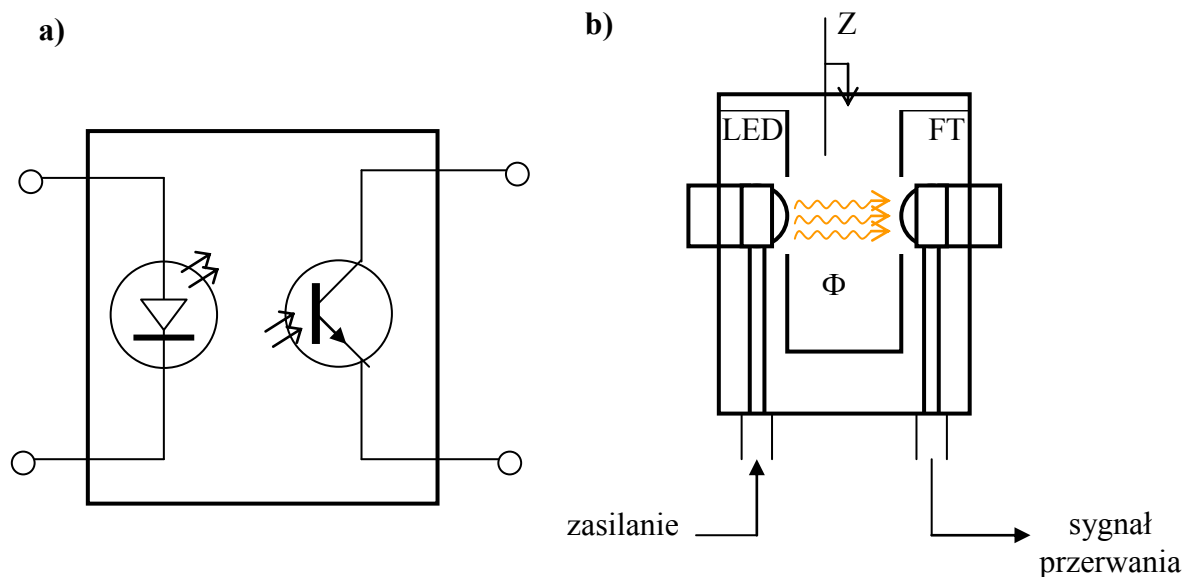 a)
b)
Z
LED
FT
Φ
zasilanie
sygnał
przerwania